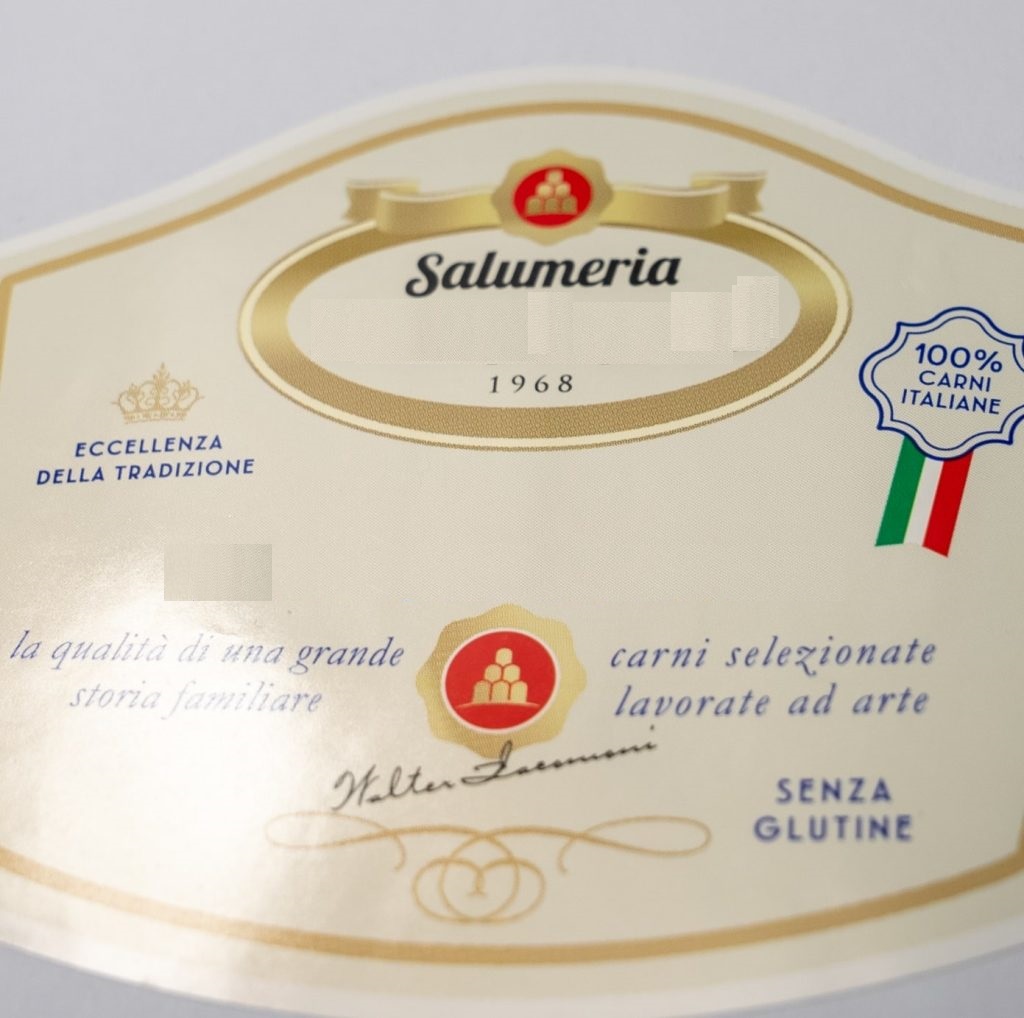 Salumeria
1968
100%
CARNI
ITALIANE
ECCELLENZA
DELLA TRADIZIONE
la qualità di una grande
storia familiare
carni selezionate
lavorate ad arte
Walter
SENZA
GLUTINE